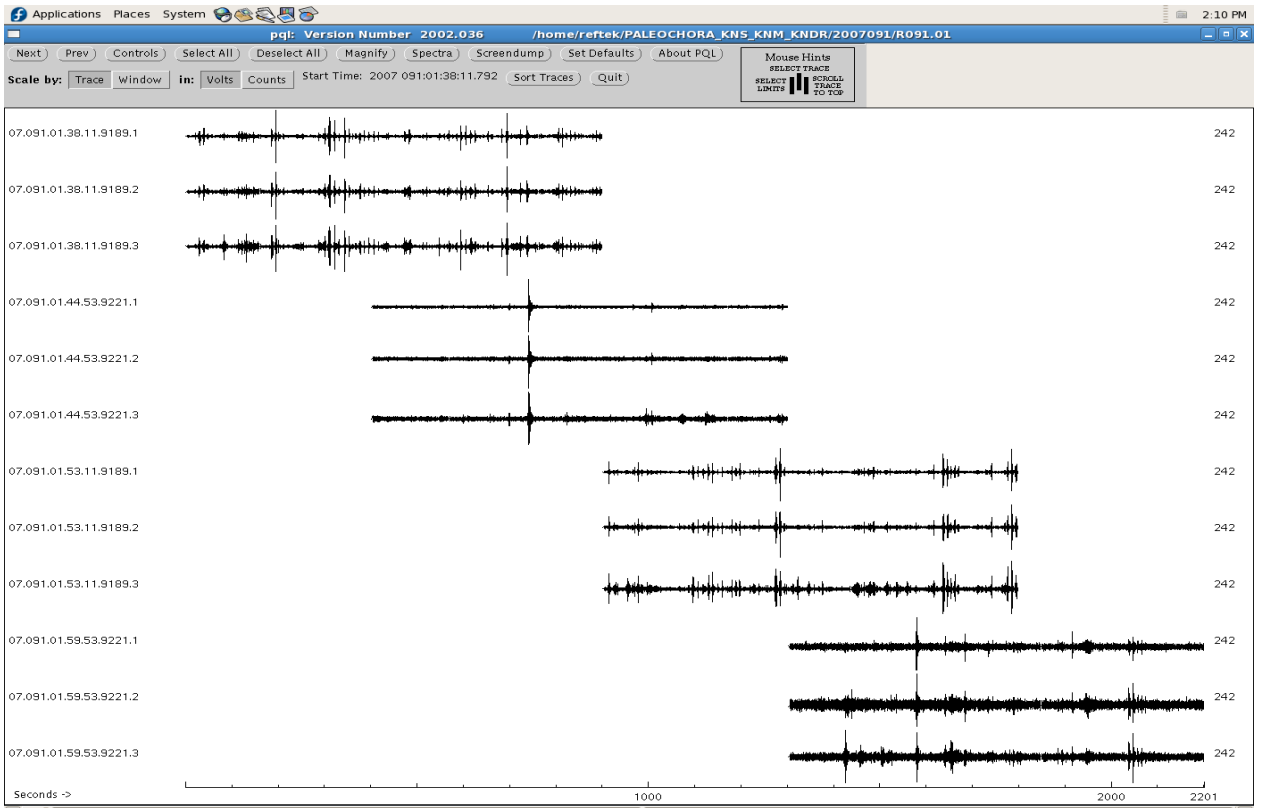 Applications Places System 2:10 PM
pql: Version Number 2002.036 /home/reftek/PALEOCHORA_KNS_KNM_KNDR/2007091/R091.01
Next Prev Controls Select All Deselect All Magnify Spectra Screendump Set Defaults About PQL
Scale by: Trace Window in: Volts Counts Start Time: 2007 091:01:38:11.792 Sort Traces Quit
Mouse Hints
SELECT TRACE
SELECT LIMITS
SCROLL TRACE TO TOP
07.091.01.38.11.9189.1 242
07.091.01.38.11.9189.2 242
07.091.01.38.11.9189.3 242
07.091.01.44.53.9221.1 242
07.091.01.44.53.9221.2 242
07.091.01.44.53.9221.3 242
07.091.01.53.11.9189.1 242
07.091.01.53.11.9189.2 242
07.091.01.53.11.9189.3 242
07.091.01.59.53.9221.1 242
07.091.01.59.53.9221.2 242
07.091.01.59.53.9221.3 242
Seconds -> 1000 2000 2201